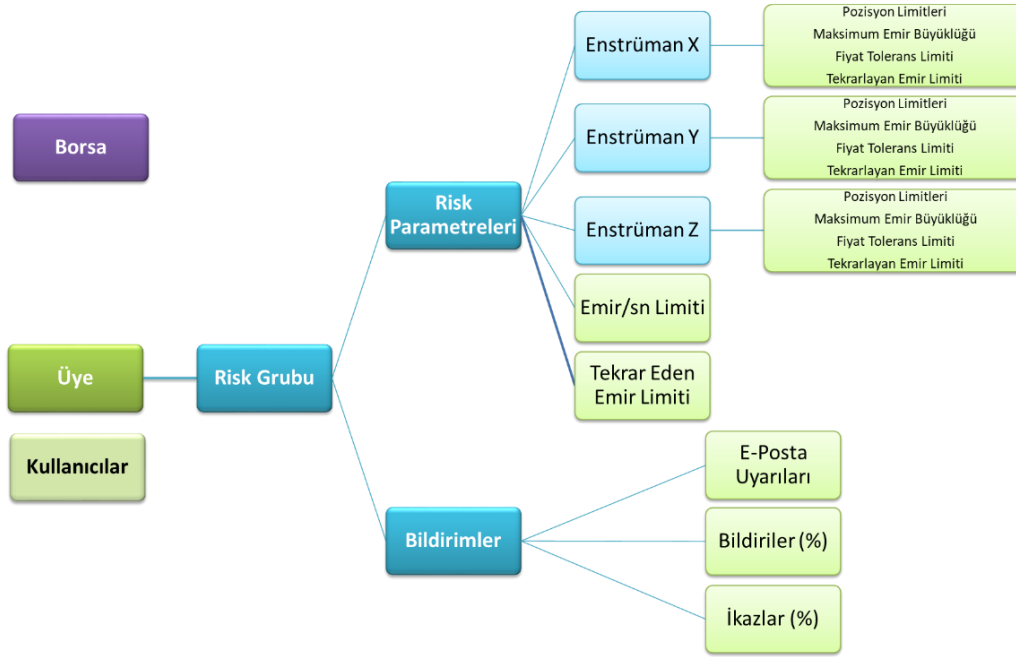 Borsa
Üye
Kullanıcılar
Risk Grubu
Risk
Parametreleri
Enstrüman X
Pozisyon Limitleri
Maksimum Emir Büyüklüğü
Fiyat Tolerans Limiti
Tekrarlayan Emir Limiti
Enstrüman Y
Pozisyon Limitleri
Maksimum Emir Büyüklüğü
Fiyat Tolerans Limiti
Tekrarlayan Emir Limiti
Enstrüman Z
Pozisyon Limitleri
Maksimum Emir Büyüklüğü
Fiyat Tolerans Limiti
Tekrarlayan Emir Limiti
Emir/sn Limiti
Tekrar Eden
Emir Limiti
Bildirimler
E-Posta
Uyarıları
Bildiriler (%)
İkazlar (%)